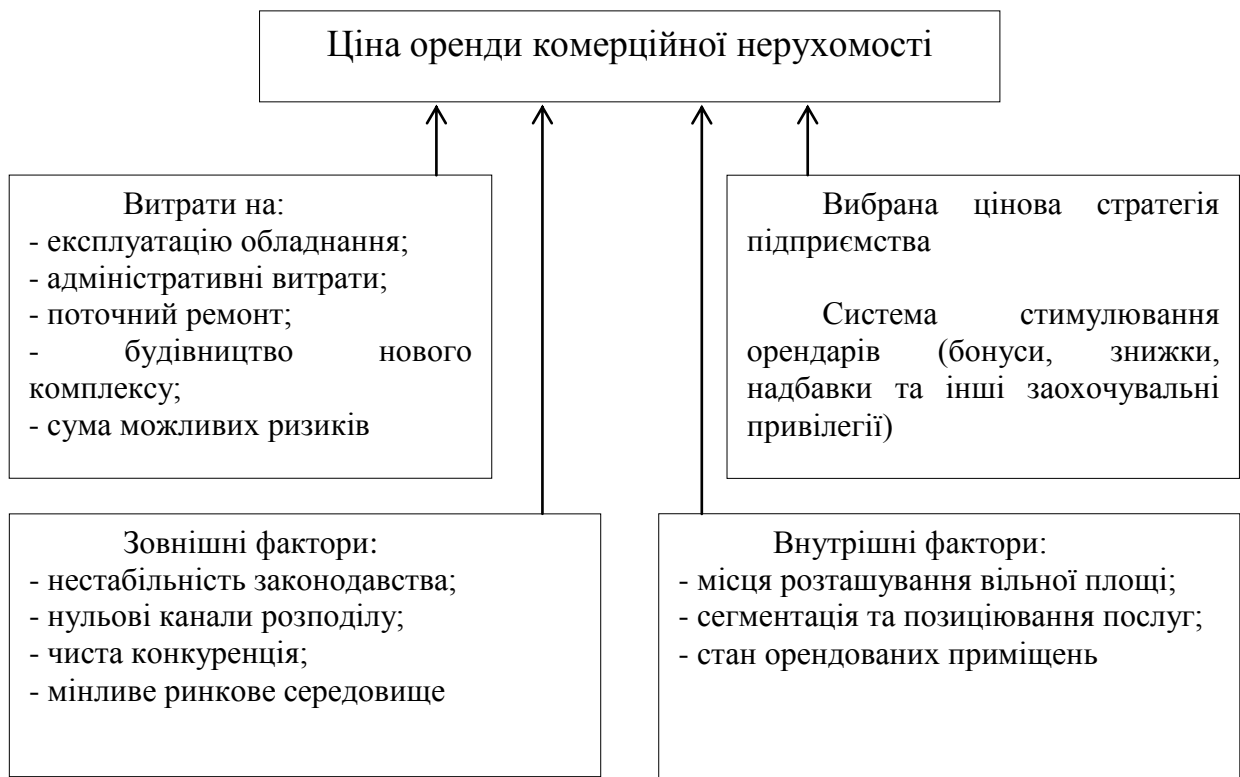 Ціна оренди комерційної нерухомості
Витрати на:
- експлуатацію обладнання;
- адміністративні витрати;
- поточний ремонт;
- будівництво нового
комплексу;
- сума можливих ризиків
Вибрана цінова стратегія
підприємства
Система стимулювання
орендарів (бонуси, знижки,
надбавки та інші заохочувальні
привілегії)
Зовнішні фактори:
- нестабільність законодавства;
- нульові канали розподілу;
- чиста конкуренція;
- мінливе ринкове середовище
Внутрішні фактори:
- місця розташування вільної площі;
- сегментація та позиціювання послуг;
- стан орендованих приміщень